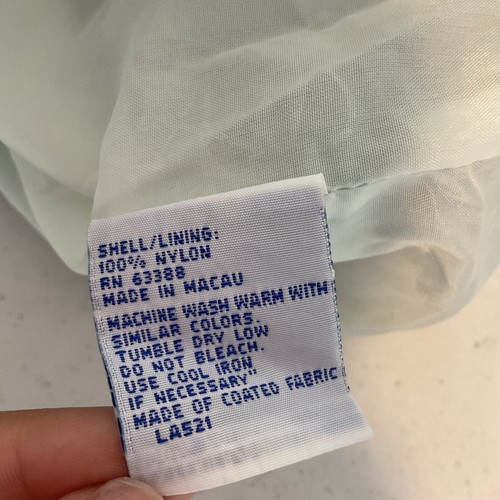 SHELL/LINING:
100% NYLON
RN 63388
MADE IN MACAU
MACHINE WASH WARM WITH
SIMILAR COLORS.
TUMBLE DRY LOW
DO NOT BLEACH.
USE COOL IRON
IF NECESSARY"
MADE OF COATED FABRIC
LA521